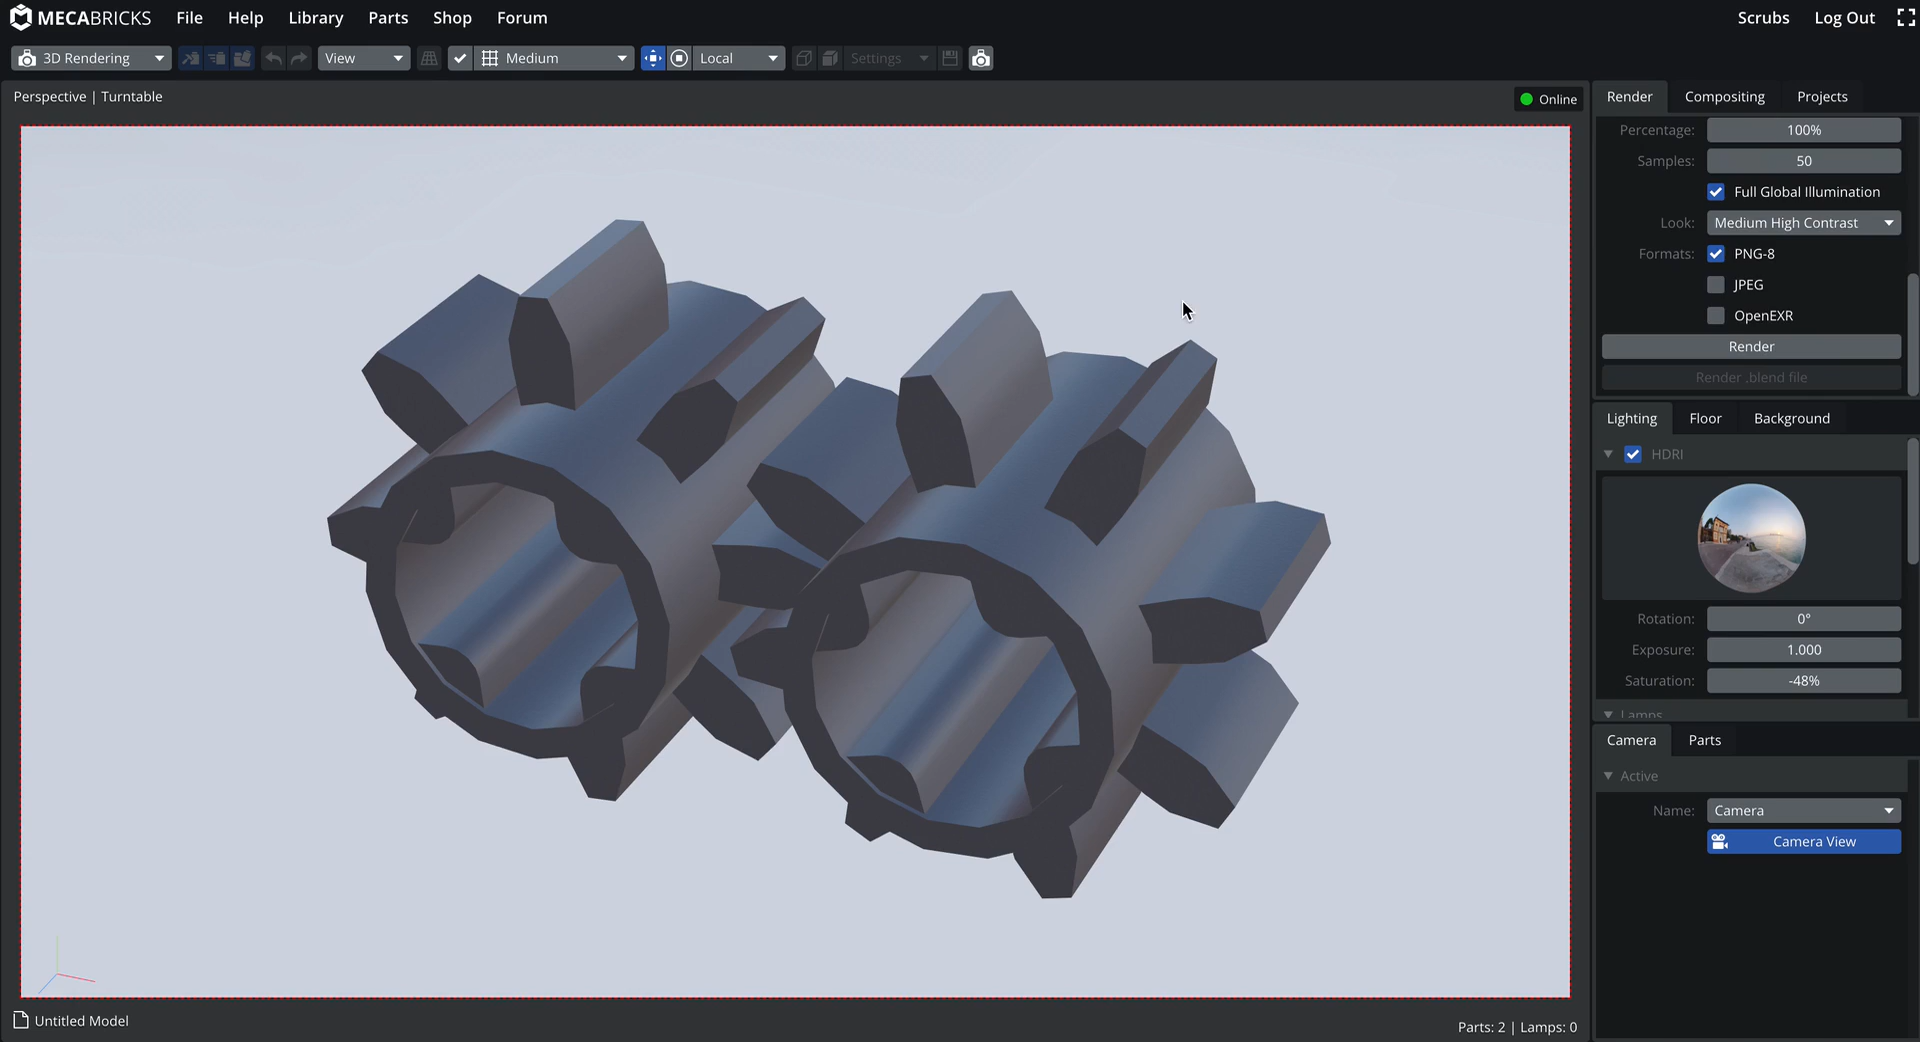 MECABRICKS File Help Library Parts Shop Forum Scrubs Log Out
3D Rendering View Medium Local Settings
Perspective | Turntable
Online
Render Compositing Projects
Percentage: 100%
Samples: 50
Full Global Illumination
Look: Medium High Contrast
Formats: PNG-8
JPEG
OpenEXR
Render
Render .blend file
Lighting Floor Background
HDRI
Rotation: 0°
Exposure: 1.000
Saturation: -48%
Lamps
Camera Parts
Active
Name: Camera
Camera View
Untitled Model
Parts: 2 | Lamps: 0